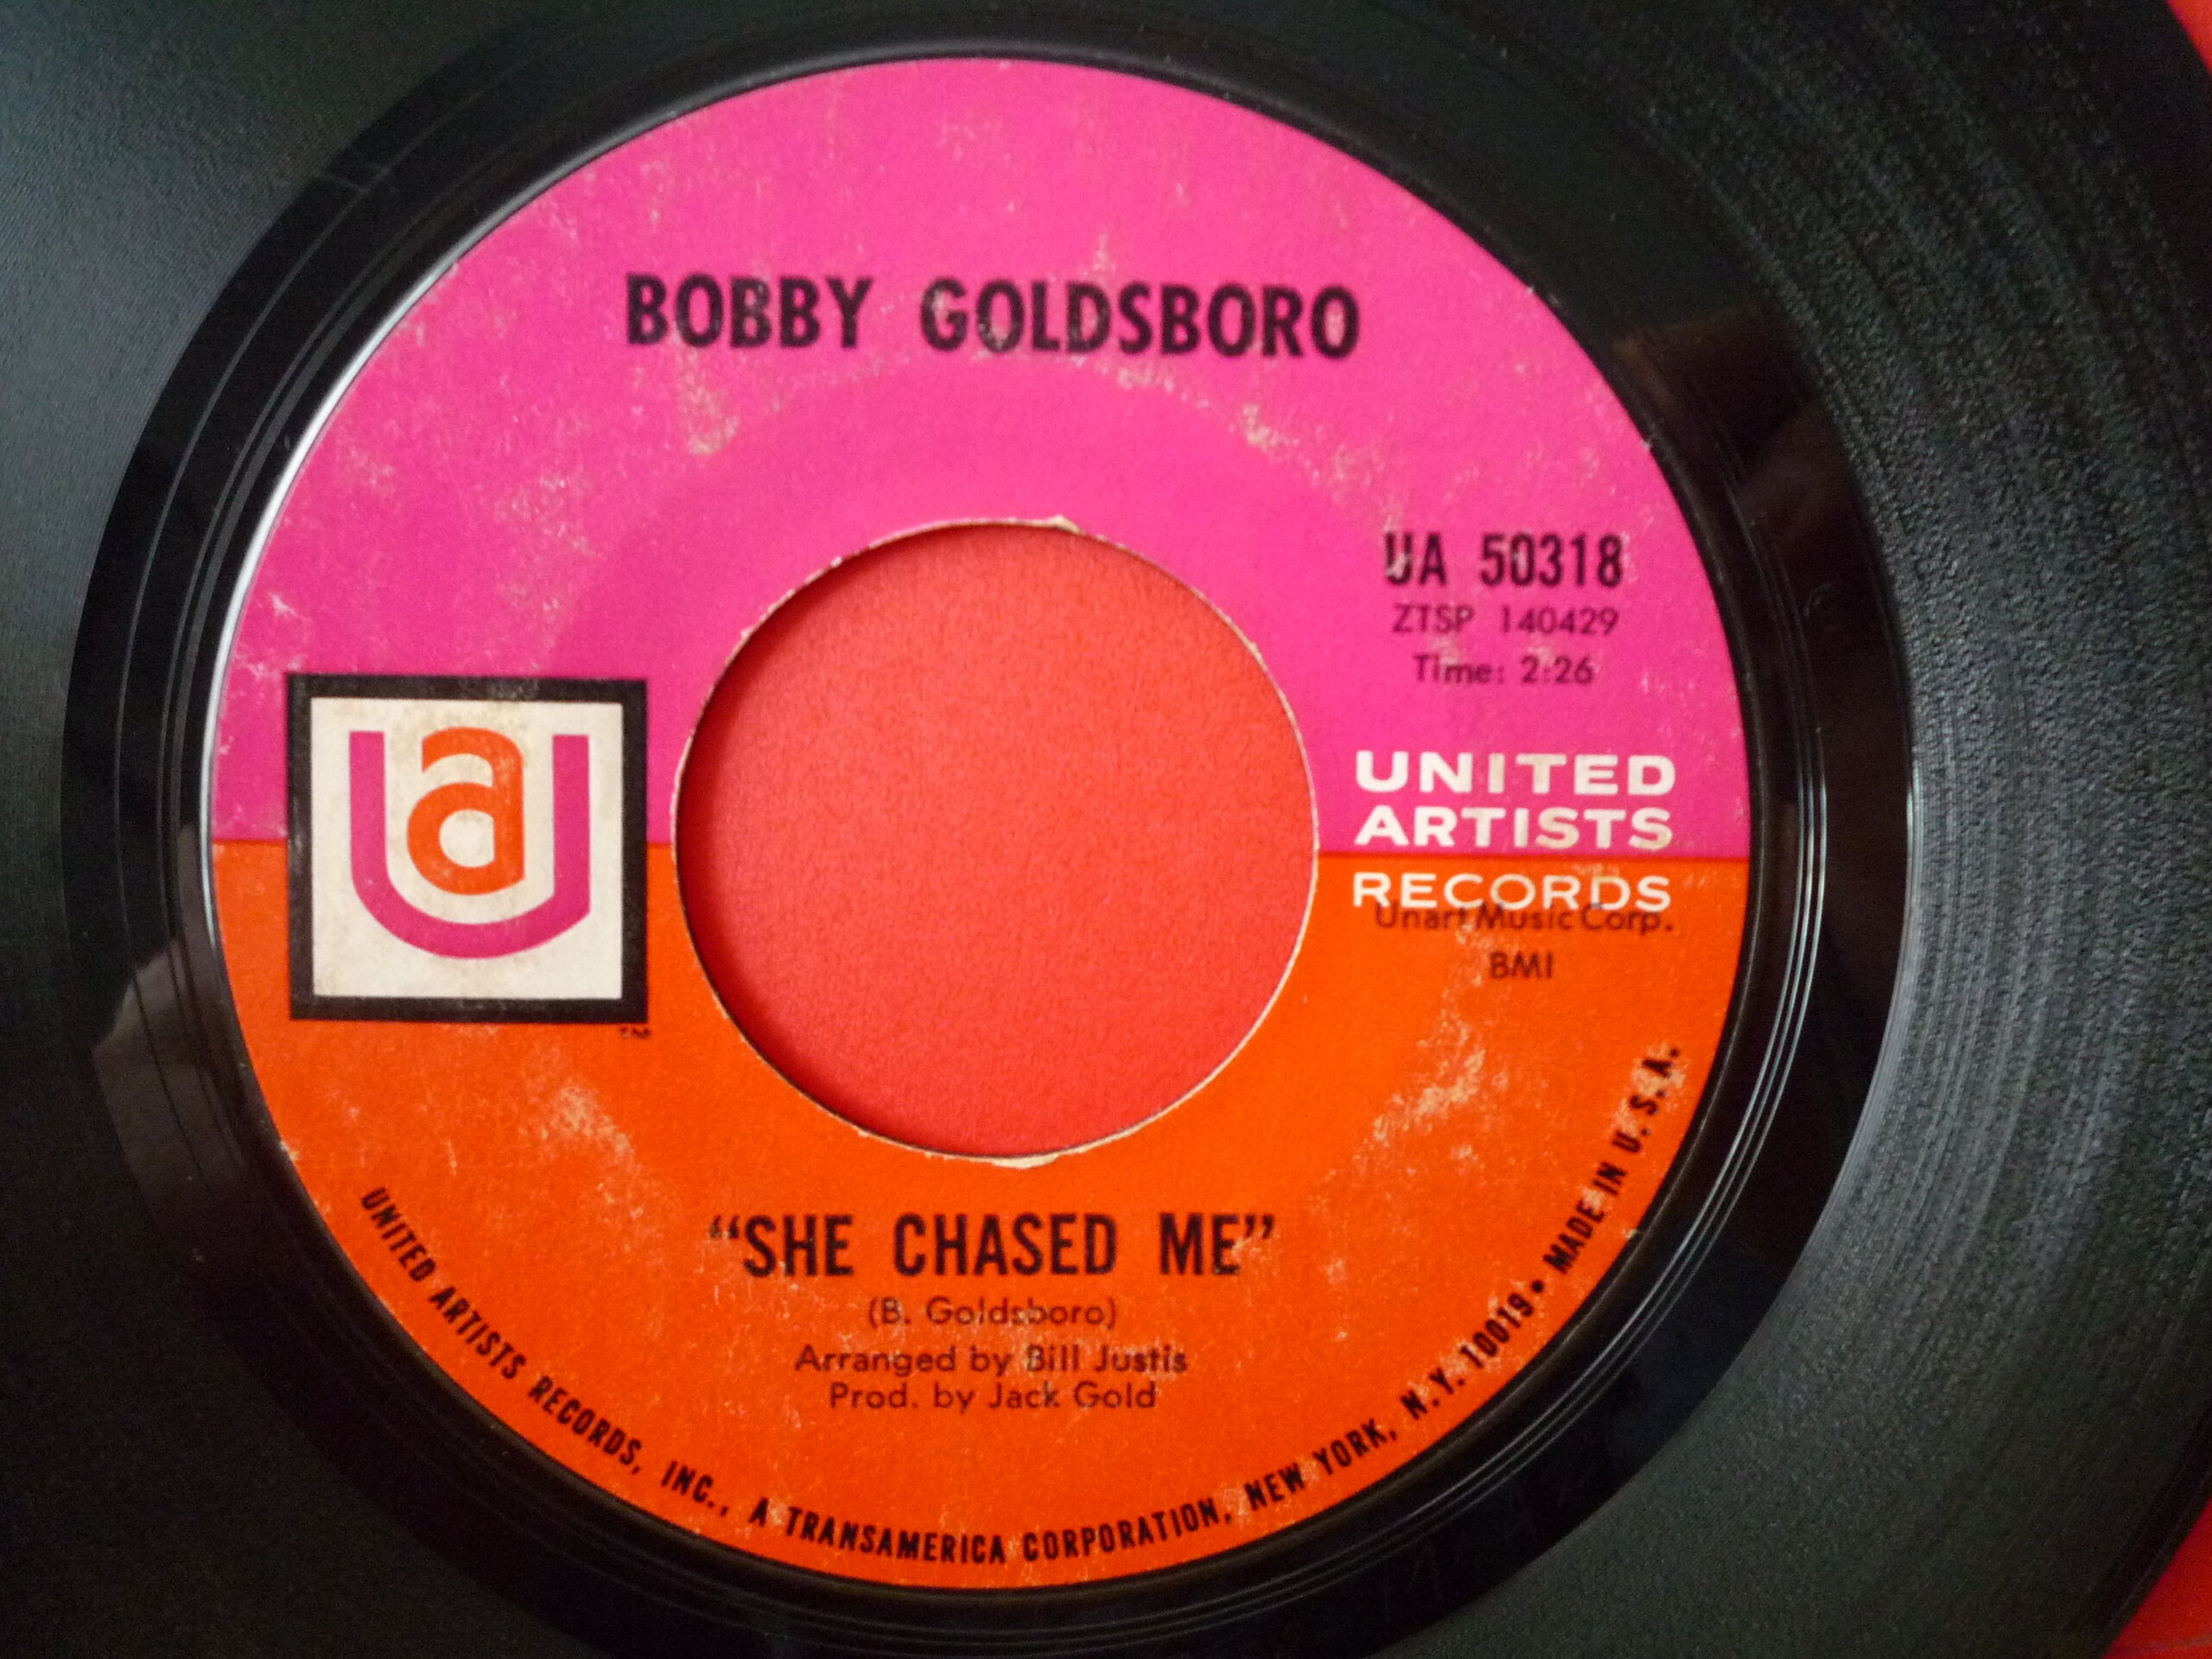 BOBBY GOLDSBORO
UA 50318
ZTSP 140429
Time: 2:26
ua
™
UNITED
ARTISTS
RECORDS
Unart Music Corp.
BMI
“SHE CHASED ME”
(B. Goldsboro)
Arranged by Bill Justis
Prod. by Jack Gold
UNITED ARTISTS RECORDS, INC., A TRANSAMERICA CORPORATION, NEW YORK, N.Y. 10019 • MADE IN U.S.A.